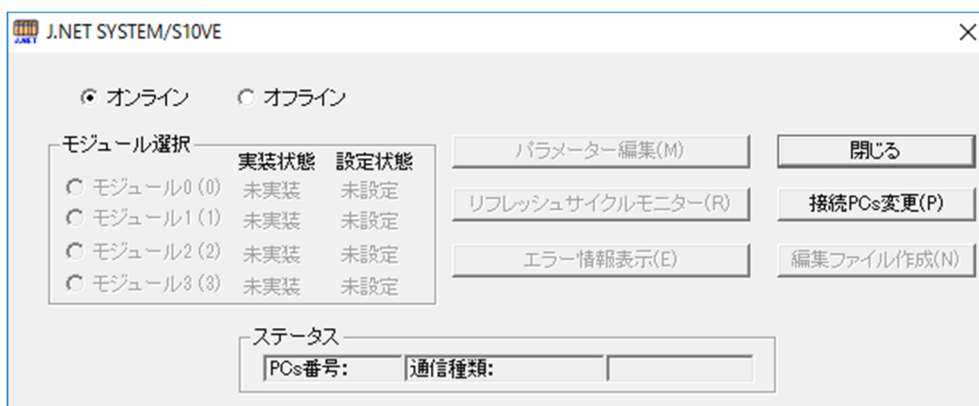 J.NET SYSTEM/S10VE
オンライン オフライン
モジュール選択
実装状態 設定状態
モジュール0 (0) 未実装 未設定
モジュール1 (1) 未実装 未設定
モジュール2 (2) 未実装 未設定
モジュール3 (3) 未実装 未設定
パラメーター編集(M) 閉じる
リフレッシュサイクルモニター(R) 接続PCs変更(P)
エラー情報表示(E) 編集ファイル作成(N)
ステータス
PCs番号: 通信種類: